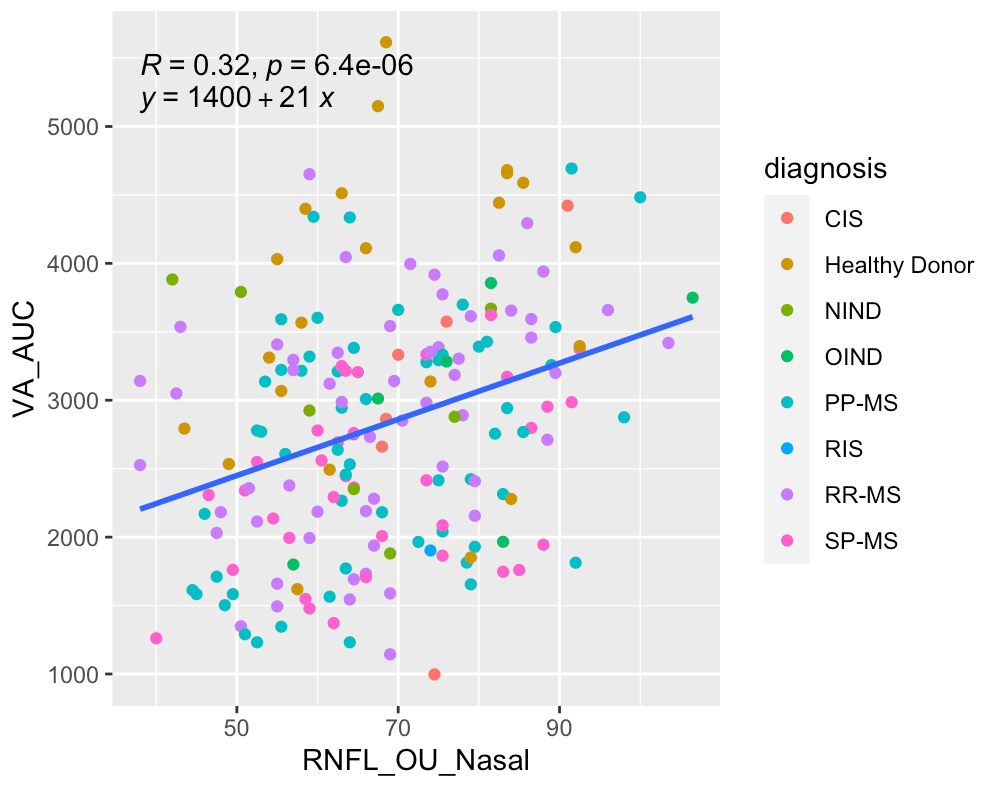 R = 0.32, p = 6.4e-06
y = 1400 + 21 x
VA_AUC
5000
4000
3000
2000
1000
50
70
90
RNFL_OU_Nasal
diagnosis
CIS
Healthy Donor
NIND
OIND
PP-MS
RIS
RR-MS
SP-MS